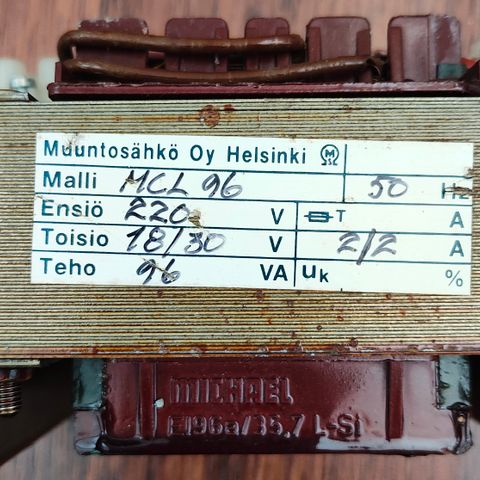 Muuntosähkö Oy Helsinki
Malli MCL 96 50 Hz
Ensiö 220 V T A
Toisio 18/30 V 2/2 A
Teho 96 VA uk %
MICHAEL
EI96a/35,7 L-Si